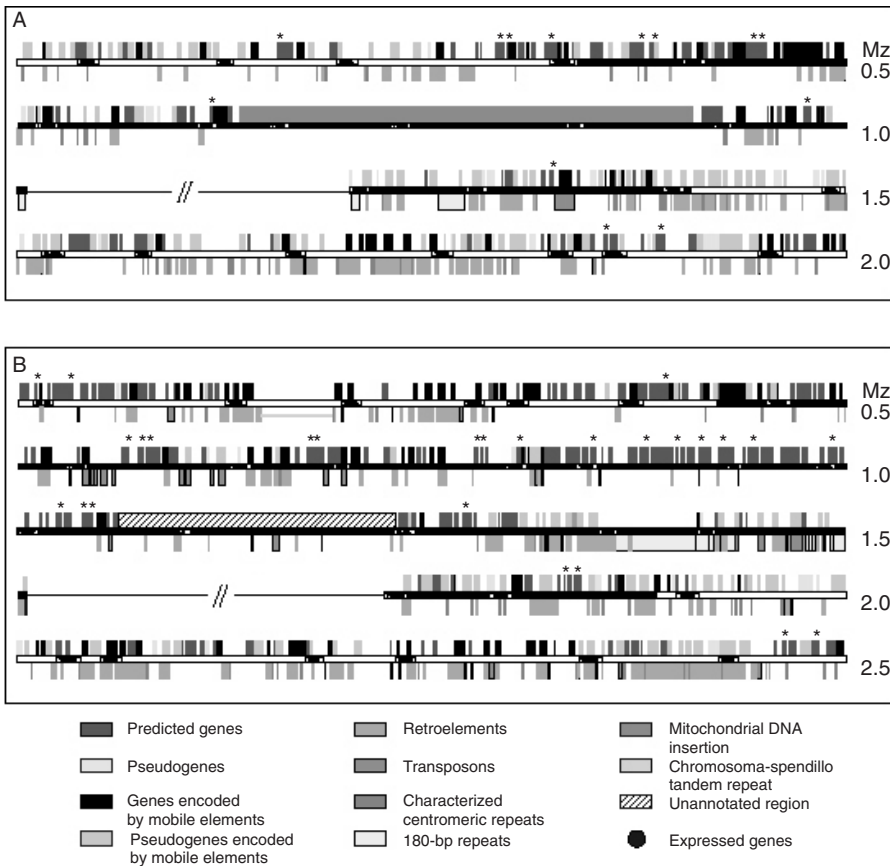 A
* ** * * * **
Mz
0.5
* *
1.0
*
//
1.5
* *
2.0
B
* * *
Mz
0.5
* ** ** ** * * * * * * * *
1.0
* ** *
1.5
**
//
2.0
* *
2.5
Predicted genes
Pseudogenes
Genes encoded
by mobile elements
Pseudogenes encoded
by mobile elements
Retroelements
Transposons
Characterized
centromeric repeats
180-bp repeats
Mitochondrial DNA
insertion
Chromosoma-spendillo
tandem repeat
Unannotated region
Expressed genes